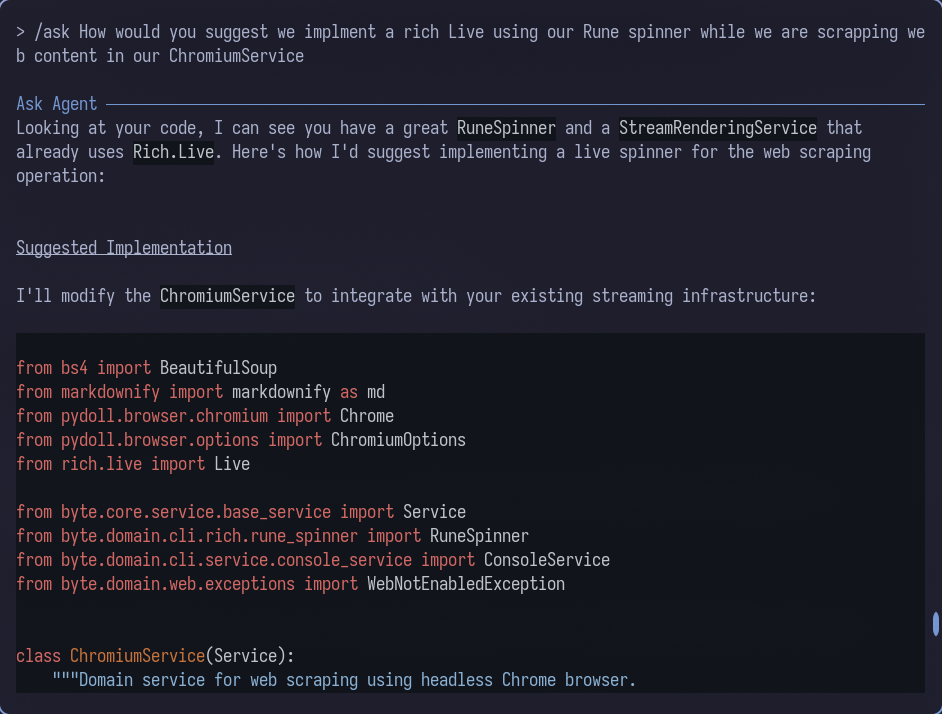 > /ask How would you suggest we implment a rich Live using our Rune spinner while we are scrapping we
b content in our ChromiumService
Ask Agent
Looking at your code, I can see you have a great RuneSpinner and a StreamRenderingService that
already uses Rich.Live. Here's how I'd suggest implementing a live spinner for the web scraping
operation:
Suggested Implementation
I'll modify the ChromiumService to integrate with your existing streaming infrastructure:
from bs4 import BeautifulSoup
from markdownify import markdownify as md
from pydoll.browser.chromium import Chrome
from pydoll.browser.options import ChromiumOptions
from rich.live import Live
from byte.core.service.base_service import Service
from byte.domain.cli.rich.rune_spinner import RuneSpinner
from byte.domain.cli.service.console_service import ConsoleService
from byte.domain.web.exceptions import WebNotEnabledException
class ChromiumService(Service):
    """Domain service for web scraping using headless Chrome browser.